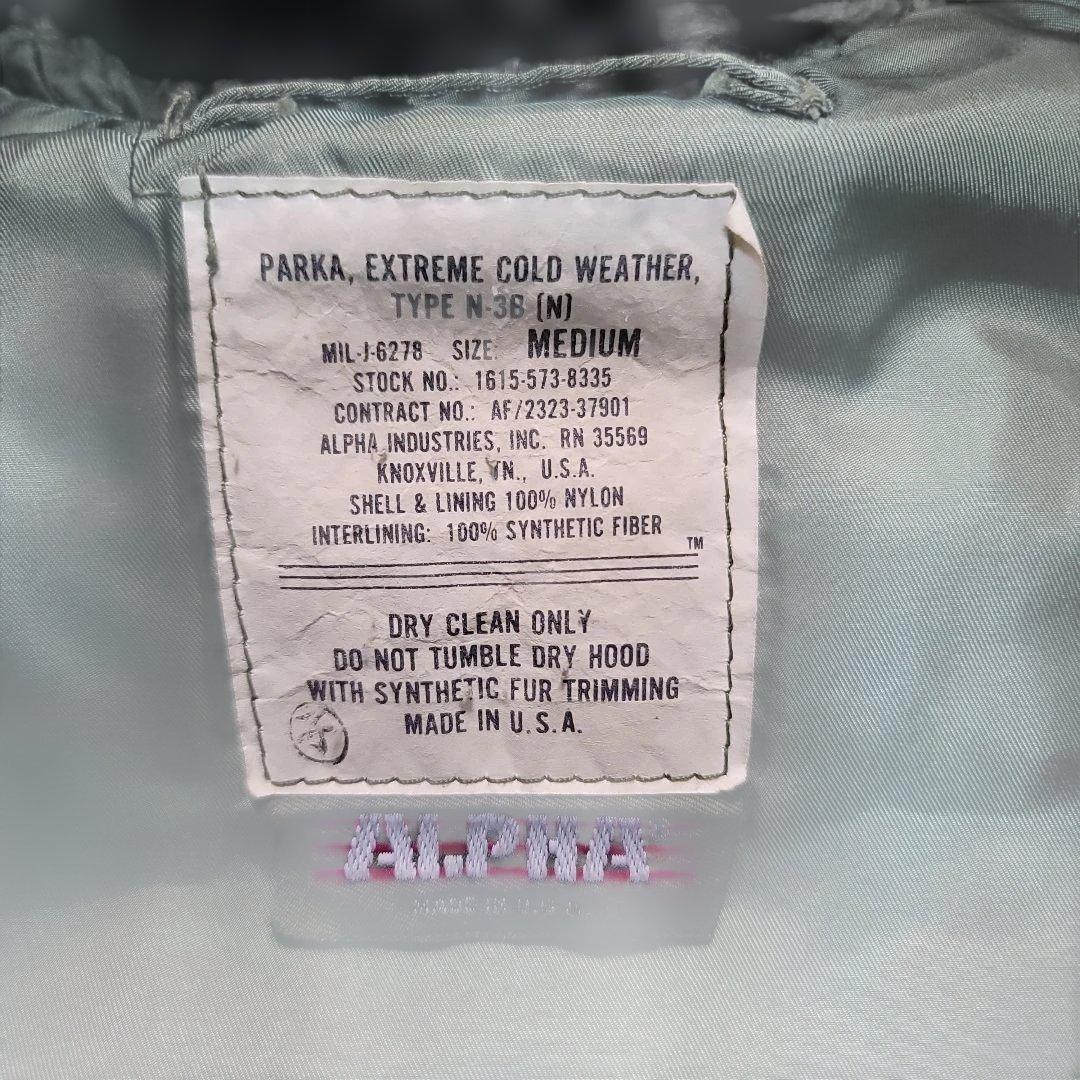 PARKA, EXTREME COLD WEATHER,
TYPE N-3B (N)
MIL-J-6278 SIZE: MEDIUM
STOCK NO.: 1615-573-8335
CONTRACT NO.: AF/2323-37901
ALPHA INDUSTRIES, INC. RN 35569
KNOXVILLE, TN., U.S.A.
SHELL & LINING 100% NYLON
INTERLINING: 100% SYNTHETIC FIBER
TM
DRY CLEAN ONLY
DO NOT TUMBLE DRY HOOD
WITH SYNTHETIC FUR TRIMMING
MADE IN U.S.A.
ALPHA
MADE IN U.S.A.